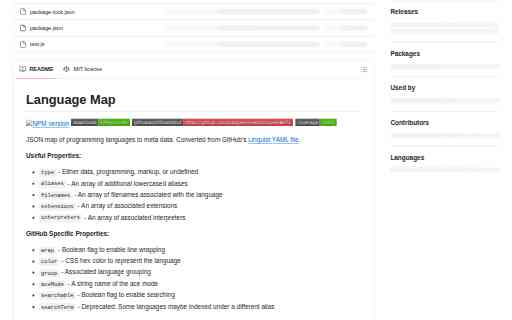 package-lock.json
package.json
test.js
README
MIT license
Language Map
NPM version
JSON map of programming languages to meta data. Converted from GitHub's Linguist YAML file.
Useful Properties:
type - Either data, programming, markup, or undefined
aliases - An array of additional lowercased aliases
filenames - An array of filenames associated with the language
extensions - An array of associated extensions
interpreters - An array of associated interpreters
GitHub Specific Properties:
wrap - Boolean flag to enable line wrapping
color - CSS hex color to represent the language
group - Associated language grouping
aceMode - A string name of the ace mode
searchable - Boolean flag to enable searching
searchTerm - Deprecated: Some languages maybe indexed under a different alias
Releases
Packages
Used by
Contributors
Languages